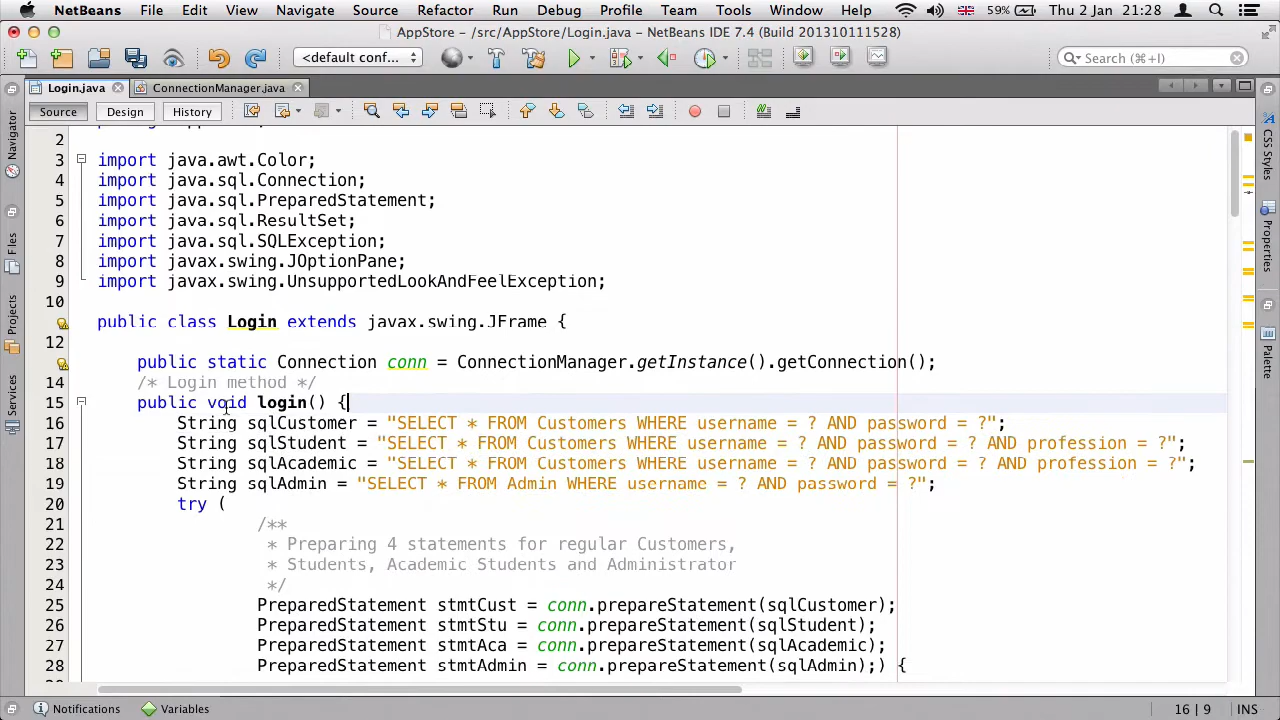 NetBeans File Edit View Navigate Source Refactor Run Debug Profile Team Tools Window Help 59% Thu 2 Jan 21:28
AppStore - /src/AppStore/Login.java - NetBeans IDE 7.4 (Build 201310111528)
<default conf... Search (⌘+I)
Login.java ConnectionManager.java
Source Design History
Navigator
Files
Projects
Services
CSS Styles
Properties
Palette
2
3 import java.awt.Color;
4 import java.sql.Connection;
5 import java.sql.PreparedStatement;
6 import java.sql.ResultSet;
7 import java.sql.SQLException;
8 import javax.swing.JOptionPane;
9 import javax.swing.UnsupportedLookAndFeelException;
10
public class Login extends javax.swing.JFrame {
12
public static Connection conn = ConnectionManager.getInstance().getConnection();
14 /* Login method */
15 public void login() {
16 String sqlCustomer = "SELECT * FROM Customers WHERE username = ? AND password = ?";
17 String sqlStudent = "SELECT * FROM Customers WHERE username = ? AND password = ? AND profession = ?";
18 String sqlAcademic = "SELECT * FROM Customers WHERE username = ? AND password = ? AND profession = ?";
19 String sqlAdmin = "SELECT * FROM Admin WHERE username = ? AND password = ?";
20 try (
21 /**
22 * Preparing 4 statements for regular Customers,
23 * Students, Academic Students and Administrator
24 */
25 PreparedStatement stmtCust = conn.prepareStatement(sqlCustomer);
26 PreparedStatement stmtStu = conn.prepareStatement(sqlStudent);
27 PreparedStatement stmtAca = conn.prepareStatement(sqlAcademic);
28 PreparedStatement stmtAdmin = conn.prepareStatement(sqlAdmin);) {
Notifications Variables 16 | 9 INS